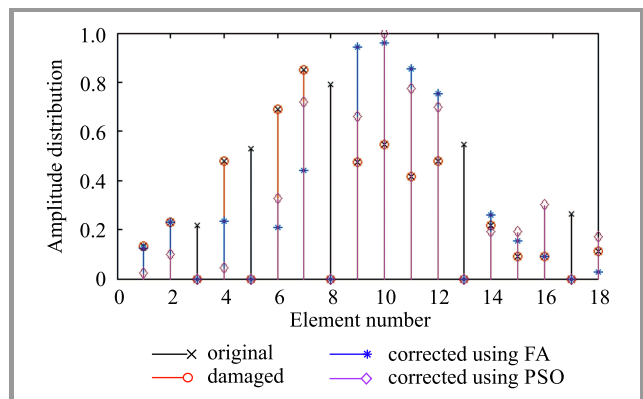 1.0
0.8
0.6
0.4
0.2
0
Amplitude distribution
0 2 4 6 8 10 12 14 16 18
Element number
original
corrected using FA
damaged
corrected using PSO